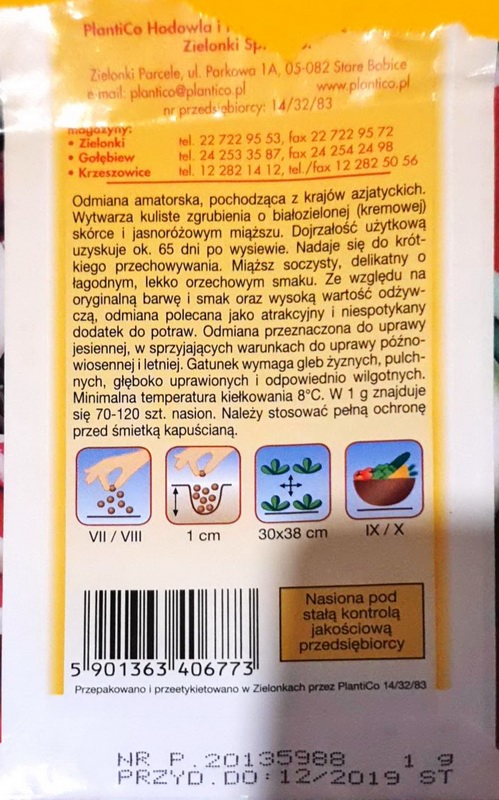 PlantiCo Hodowla i
Zielonki
Zielonki Parcele, ul. Parkowa 1A, 05-082 Stare Babice
e-mail: plantico@plantico.pl www.plantico.pl
nr przedsiębiorcy: 14/32/83
magazyny:
• Zielonki tel. 22 722 95 53, fax 22 722 95 72
• Gołębiew tel. 24 253 35 87, fax 24 254 24 98
• Krzeszowice tel. 12 282 14 12, tel./fax 12 282 50 56
Odmiana amatorska, pochodząca z krajów azjatyckich.
Wytwarza kuliste zgrubienia o białozielonej (kremowej)
skórce i jasnoróżowym miąższu. Dojrzałość użytkową
uzyskuje ok. 65 dni po wysiewie. Nadaje się do krót-
kiego przechowywania. Miąższ soczysty, delikatny o
łagodnym, lekko orzechowym smaku. Ze względu na
oryginalną barwę i smak oraz wysoką wartość odżyw-
czą, odmiana polecana jako atrakcyjny i niespotykany
dodatek do potraw. Odmiana przeznaczona do uprawy
jesiennej, w sprzyjających warunkach do uprawy późno-
wiosennej i letniej. Gatunek wymaga gleb żyznych, pulch-
nych, głęboko uprawionych i odpowiednio wilgotnych.
Minimalna temperatura kiełkowania 8°C. W 1 g znajduje
się 70-120 szt. nasion. Należy stosować pełną ochronę
przed śmietką kapuścianą.
VII / VIII 1 cm 30x38 cm IX / X
Nasiona pod
stałą kontrolą
jakościową
przedsiębiorcy
5 901363 406773
Przepakowano i przeetykietowano w Zielonkach przez PlantiCo 14/32/83
NR P.20135988 1 g
PRZYD.DO:12/2019 ST